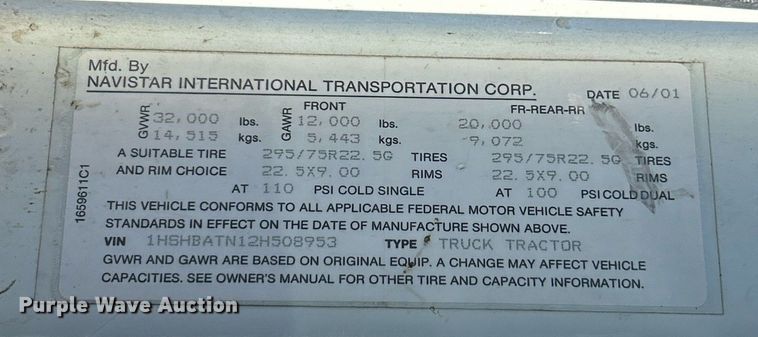 Mfd. By
NAVISTAR INTERNATIONAL TRANSPORTATION CORP. DATE 06/01
FRONT FR-REAR-RR
GVWR 32,000 lbs. GAWR 12,000 lbs. 20,000 lbs.
14,515 kgs. 5,443 kgs. 9,072 kgs.
A SUITABLE TIRE 295/75R22.5G TIRES 295/75R22.5G TIRES
AND RIM CHOICE 22.5X9.00 RIMS 22.5X9.00 RIMS
AT 110 PSI COLD SINGLE AT 100 PSI COLD DUAL
THIS VEHICLE CONFORMS TO ALL APPLICABLE FEDERAL MOTOR VEHICLE SAFETY
STANDARDS IN EFFECT ON THE DATE OF MANUFACTURE SHOWN ABOVE.
VIN 1HSHBATN12H508953 TYPE TRUCK TRACTOR
GVWR AND GAWR ARE BASED ON ORIGINAL EQUIP. A CHANGE MAY AFFECT VEHICLE
CAPACITIES. SEE OWNER'S MANUAL FOR OTHER TIRE AND CAPACITY INFORMATION.
1659611C1
Purple Wave Auction